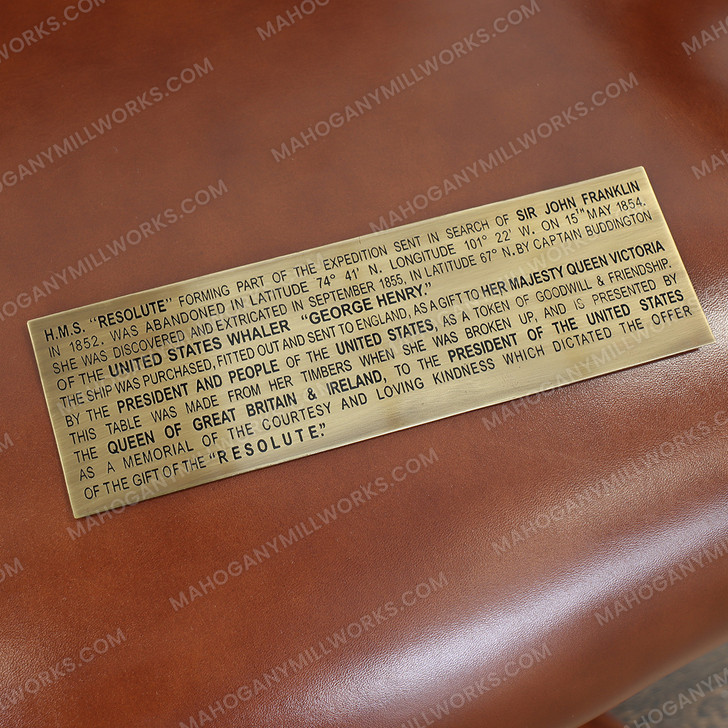 H.M.S. "RESOLUTE" FORMING PART OF THE EXPEDITION SENT IN SEARCH OF SIR JOHN FRANKLIN
IN 1852, WAS ABANDONED IN LATITUDE 74° 41' N. LONGITUDE 101° 22' W. ON 15TH MAY 1854.
SHE WAS DISCOVERED AND EXTRICATED IN SEPTEMBER 1855, IN LATITUDE 67° N. BY CAPTAIN BUDDINGTON
OF THE UNITED STATES WHALER "GEORGE HENRY."
THE SHIP WAS PURCHASED, FITTED OUT AND SENT TO ENGLAND, AS A GIFT TO HER MAJESTY QUEEN VICTORIA
BY THE PRESIDENT AND PEOPLE OF THE UNITED STATES, AS A TOKEN OF GOODWILL & FRIENDSHIP.
THIS TABLE WAS MADE FROM HER TIMBERS WHEN SHE WAS BROKEN UP, AND IS PRESENTED BY
THE QUEEN OF GREAT BRITAIN & IRELAND, TO THE PRESIDENT OF THE UNITED STATES
AS A MEMORIAL OF THE COURTESY AND LOVING KINDNESS WHICH DICTATED THE OFFER
OF THE GIFT OF THE "RESOLUTE."
MAHOGANYMILLWORKS.COM